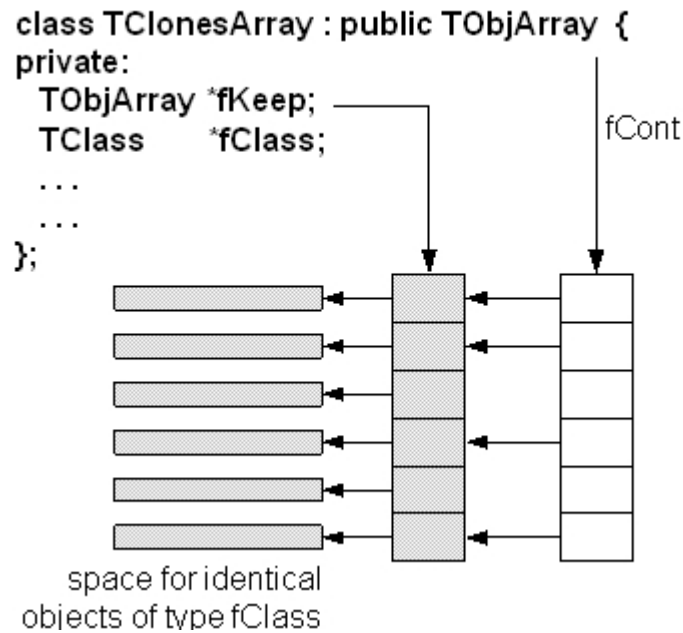 class TClonesArray : public TObjArray {
private:
TObjArray *fKeep;
TClass *fClass;
fCont
. . .
. . .
};
space for identical
objects of type fClass